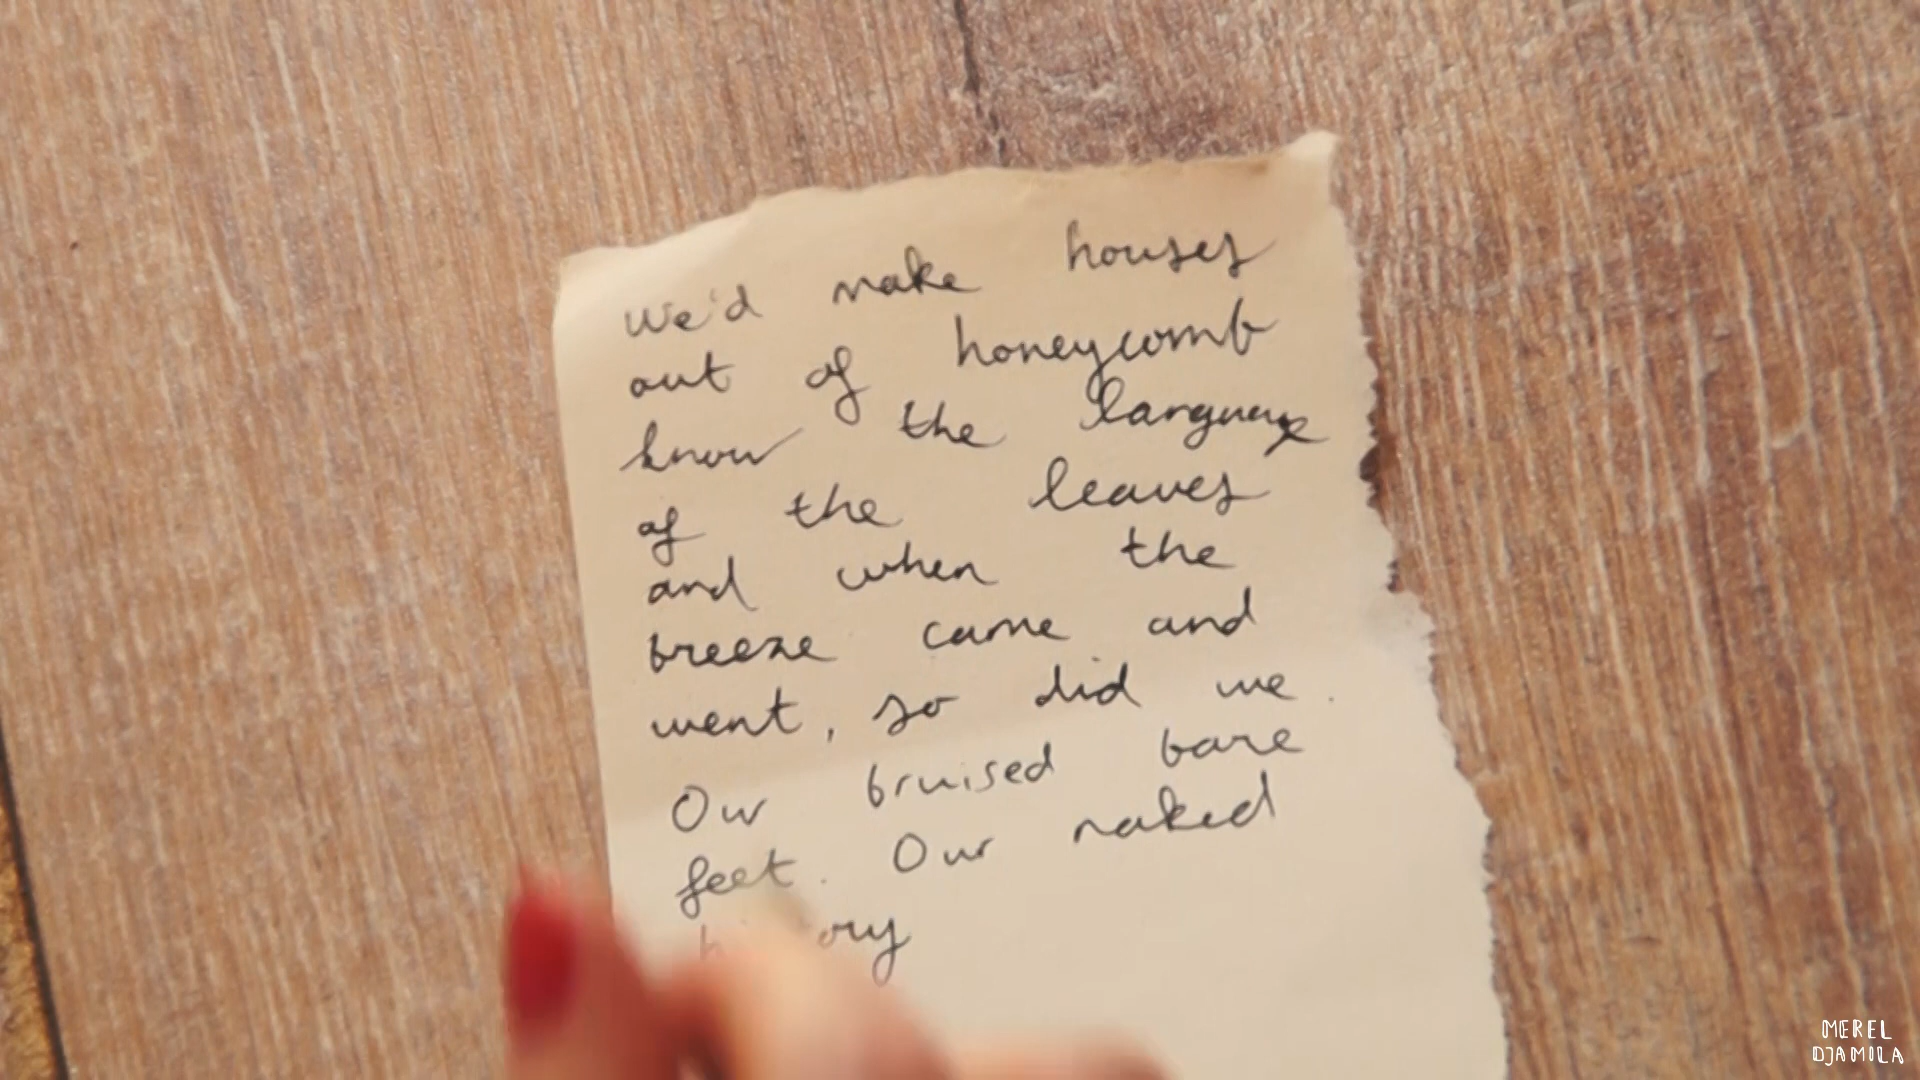 We'd make houses
out of honeycomb
know the language
of the leaves
and when the
breeze came and
went, so did we.
Our bruised bare
feet. Our naked
MEREL
DJAMILA